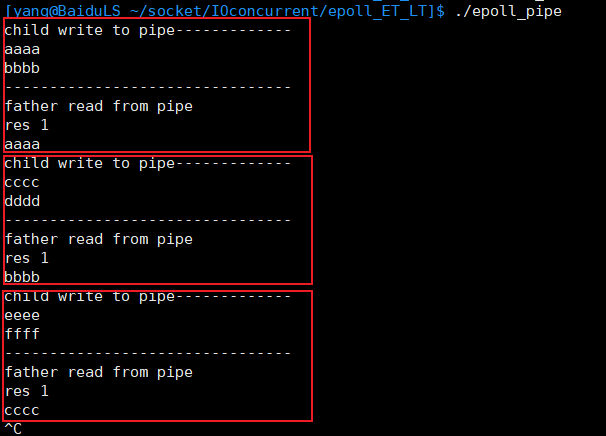 [yang@BaiduLS ~/socket/IOconcurrent/epoll_ET_LT]$ ./epoll_pipe
child write to pipe-------------
aaaa
bbbb
--------------------------------
father read from pipe
res 1
aaaa
child write to pipe-------------
cccc
dddd
--------------------------------
father read from pipe
res 1
bbbb
child write to pipe-------------
eeee
ffff
--------------------------------
father read from pipe
res 1
cccc
^C